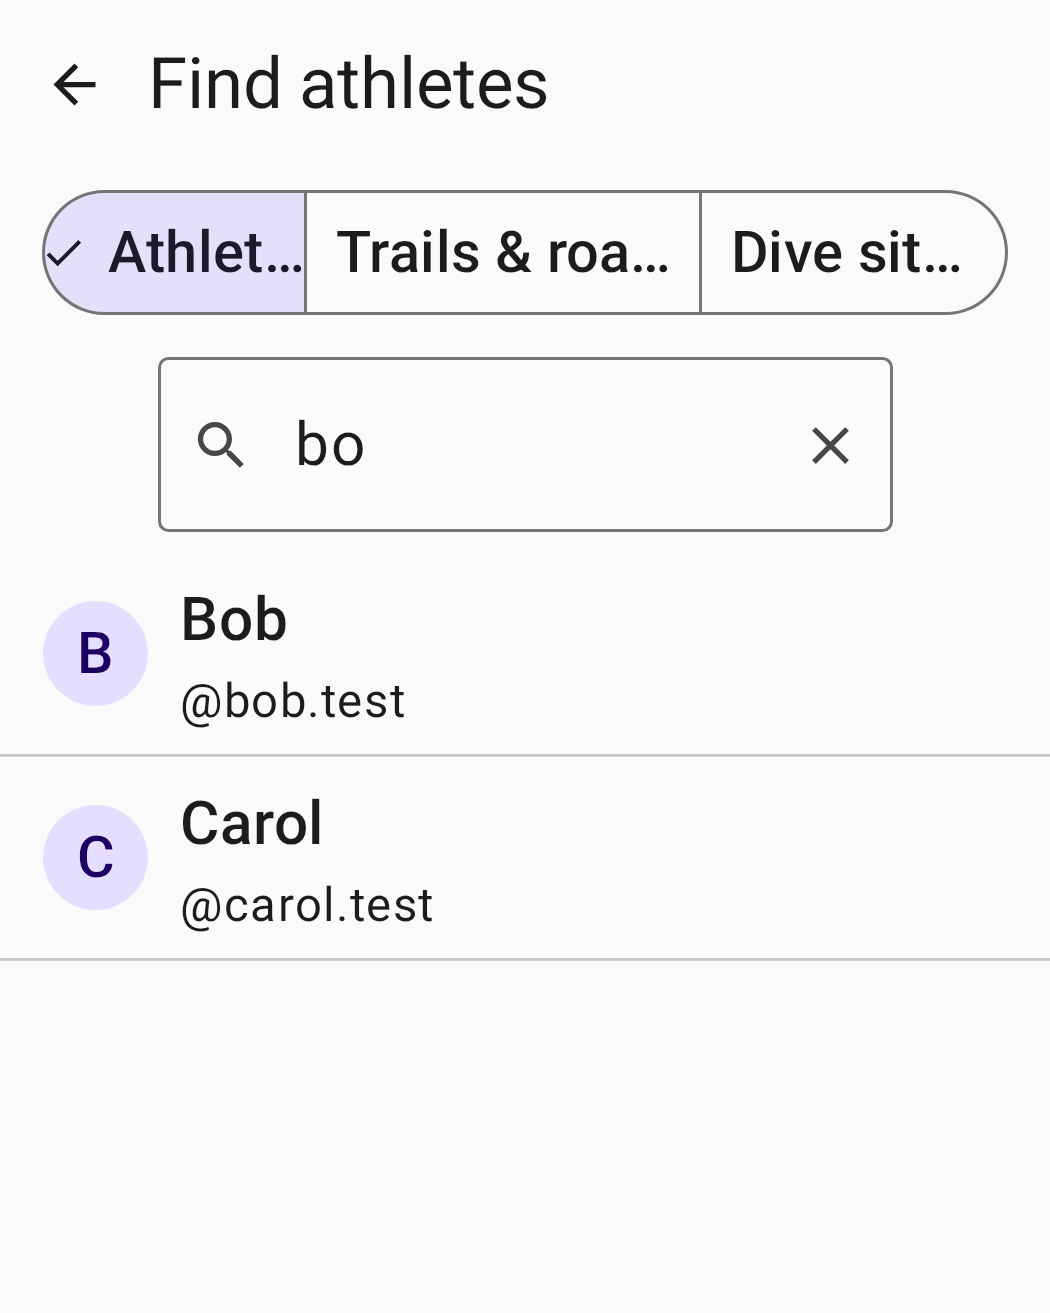 Find athletes
Athlet...
Trails & roa...
Dive sit...
bo
B
Bob
@bob.test
C
Carol
@carol.test